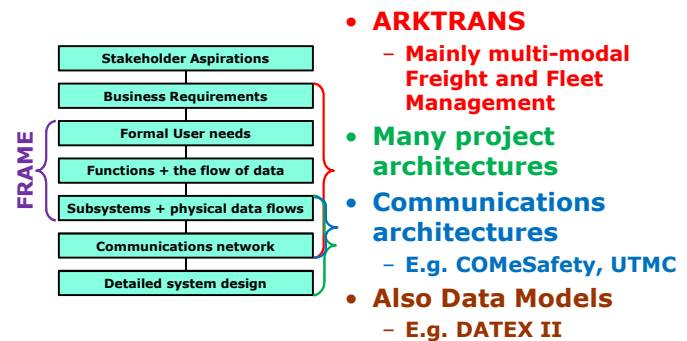 Stakeholder Aspirations
Business Requirements
Formal User needs
Functions + the flow of data
Subsystems + physical data flows
Communications network
Detailed system design
FRAME
• ARKTRANS
– Mainly multi-modal
Freight and Fleet
Management
• Many project
architectures
• Communications
architectures
– E.g. COMeSafety, UTMC
• Also Data Models
– E.g. DATEX II